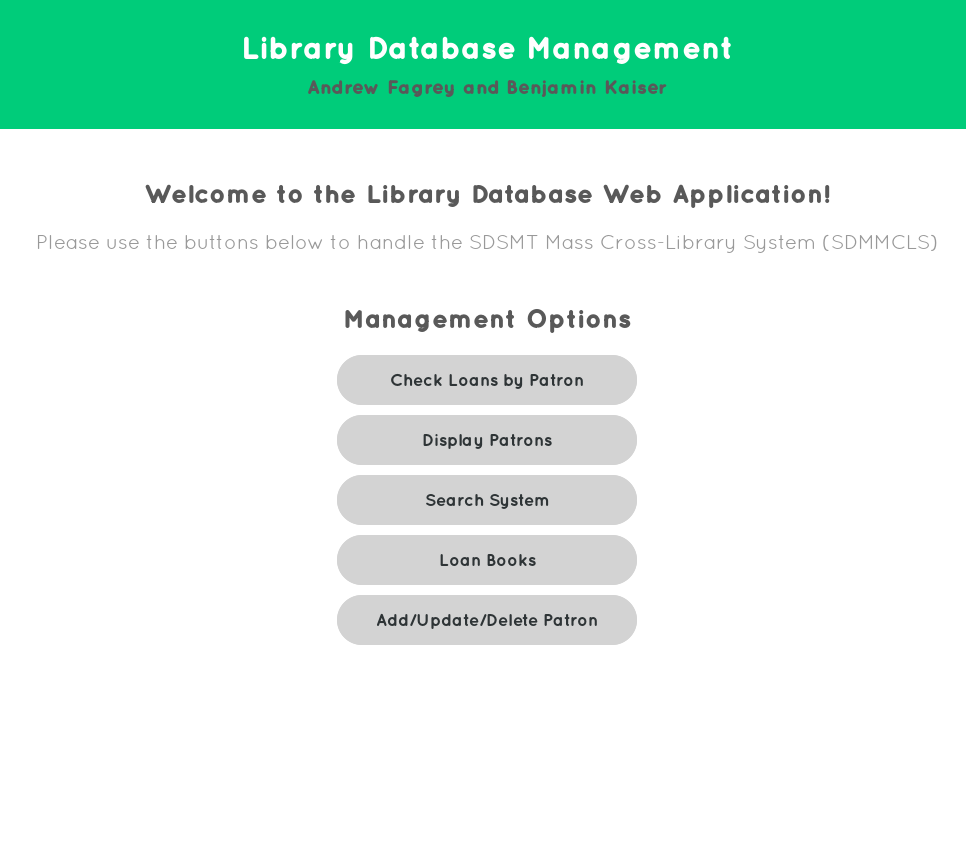 Library Database Management
Andrew Fagrey and Benjamin Kaiser
Welcome to the Library Database Web Application!
Please use the buttons below to handle the SDSMT Mass Cross-Library System (SDMMCLS)
Management Options
Check Loans by Patron
Display Patrons
Search System
Loan Books
Add/Update/Delete Patron